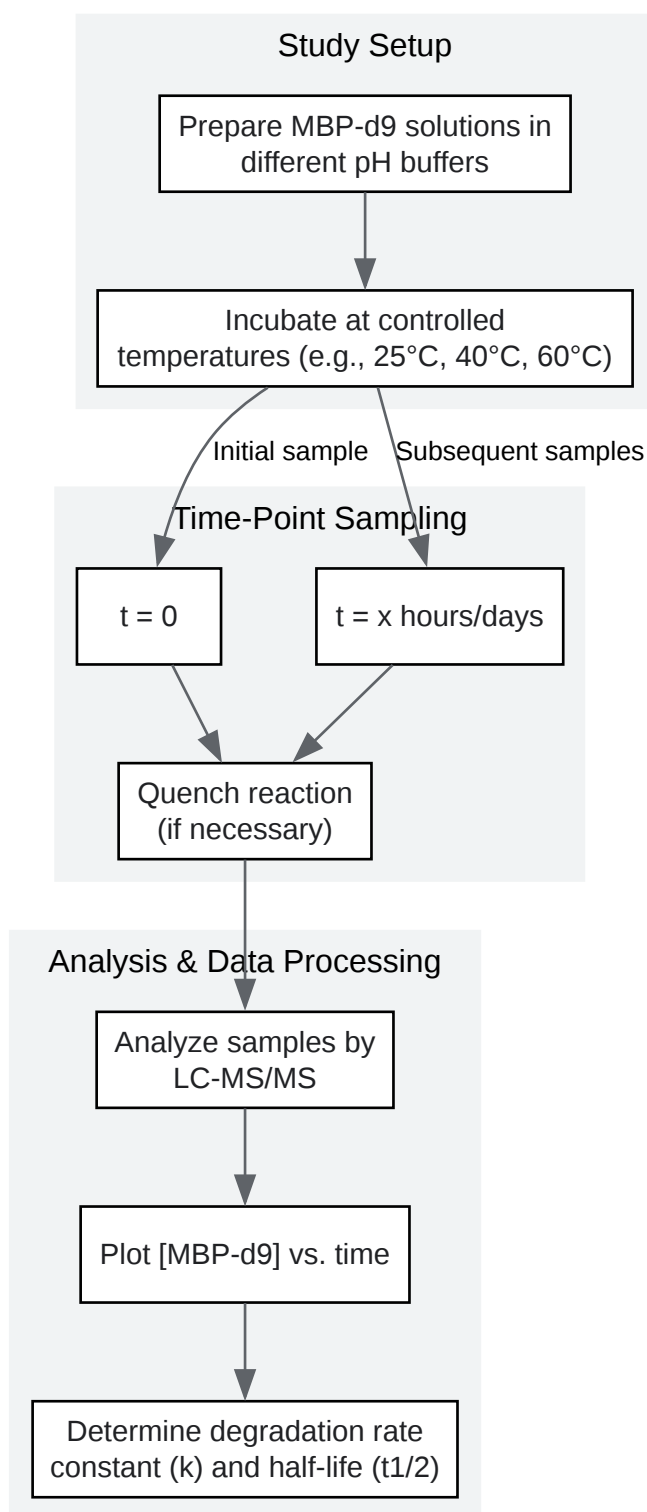 Study Setup
Prepare MBP-d9 solutions in
different pH buffers
Incubate at controlled
temperatures (e.g., 25°C, 40°C, 60°C)
Initial sample
Subsequent samples
Time-Point Sampling
t = 0
t = x hours/days
Quench reaction
(if necessary)
Analysis & Data Processing
Analyze samples by
LC-MS/MS
Plot [MBP-d9] vs. time
Determine degradation rate
constant (k) and half-life (t1/2)